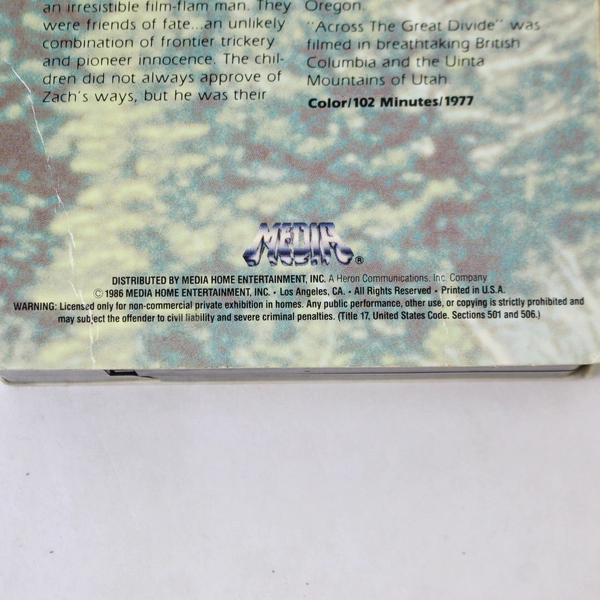 an irresistible film-flam man. They
were friends of fate...an unlikely
combination of frontier trickery
and pioneer innocence. The chil-
dren did not always approve of
Zach's ways, but he was their
Oregon.
"Across The Great Divide" was
filmed in breathtaking British
Columbia and the Uinta
Mountains of Utah
Color/102 Minutes/1977
MEDIA®
DISTRIBUTED BY MEDIA HOME ENTERTAINMENT, INC. A Heron Communications, Inc. Company
© 1986 MEDIA HOME ENTERTAINMENT, INC. • Los Angeles, CA. • All Rights Reserved • Printed in U.S.A.
WARNING: Licensed only for non-commercial private exhibition in homes. Any public performance, other use, or copying is strictly prohibited and
may subject the offender to civil liability and severe criminal penalties. (Title 17, United States Code. Sections 501 and 506.)